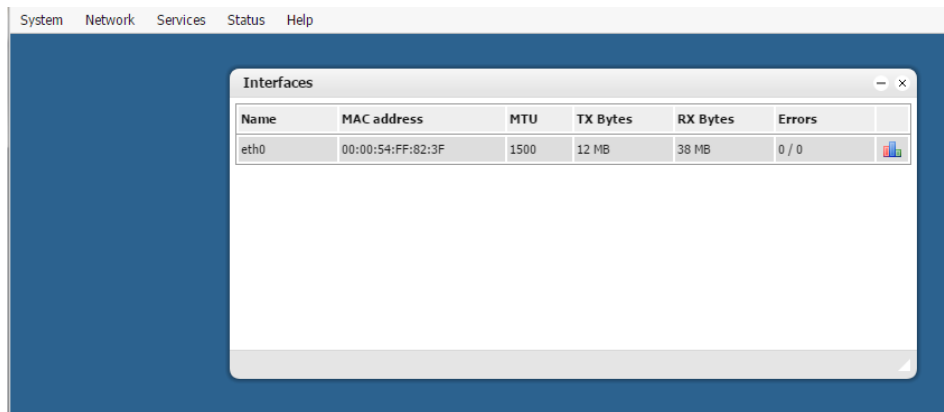 System Network Services Status Help
Interfaces
Name MAC address MTU TX Bytes RX Bytes Errors
eth0 00:00:54:FF:82:3F 1500 12 MB 38 MB 0 / 0